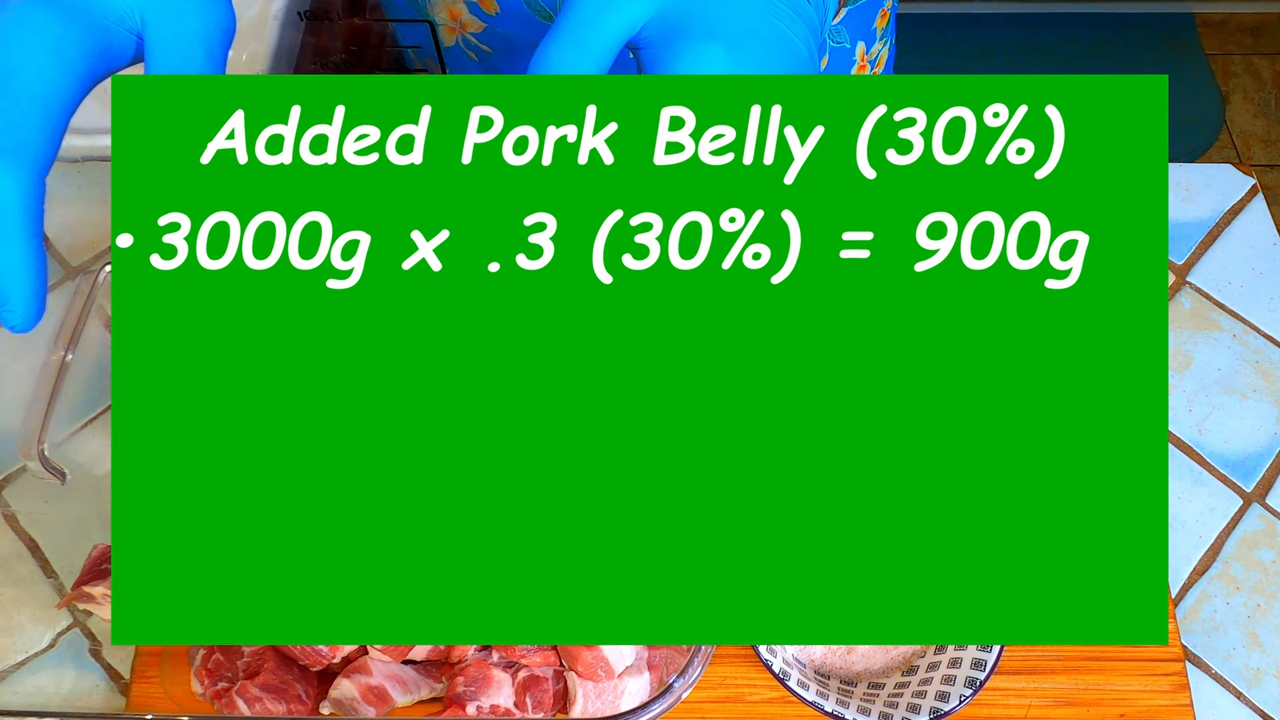 Added Pork Belly (30%)
•3000g x .3 (30%) = 900g